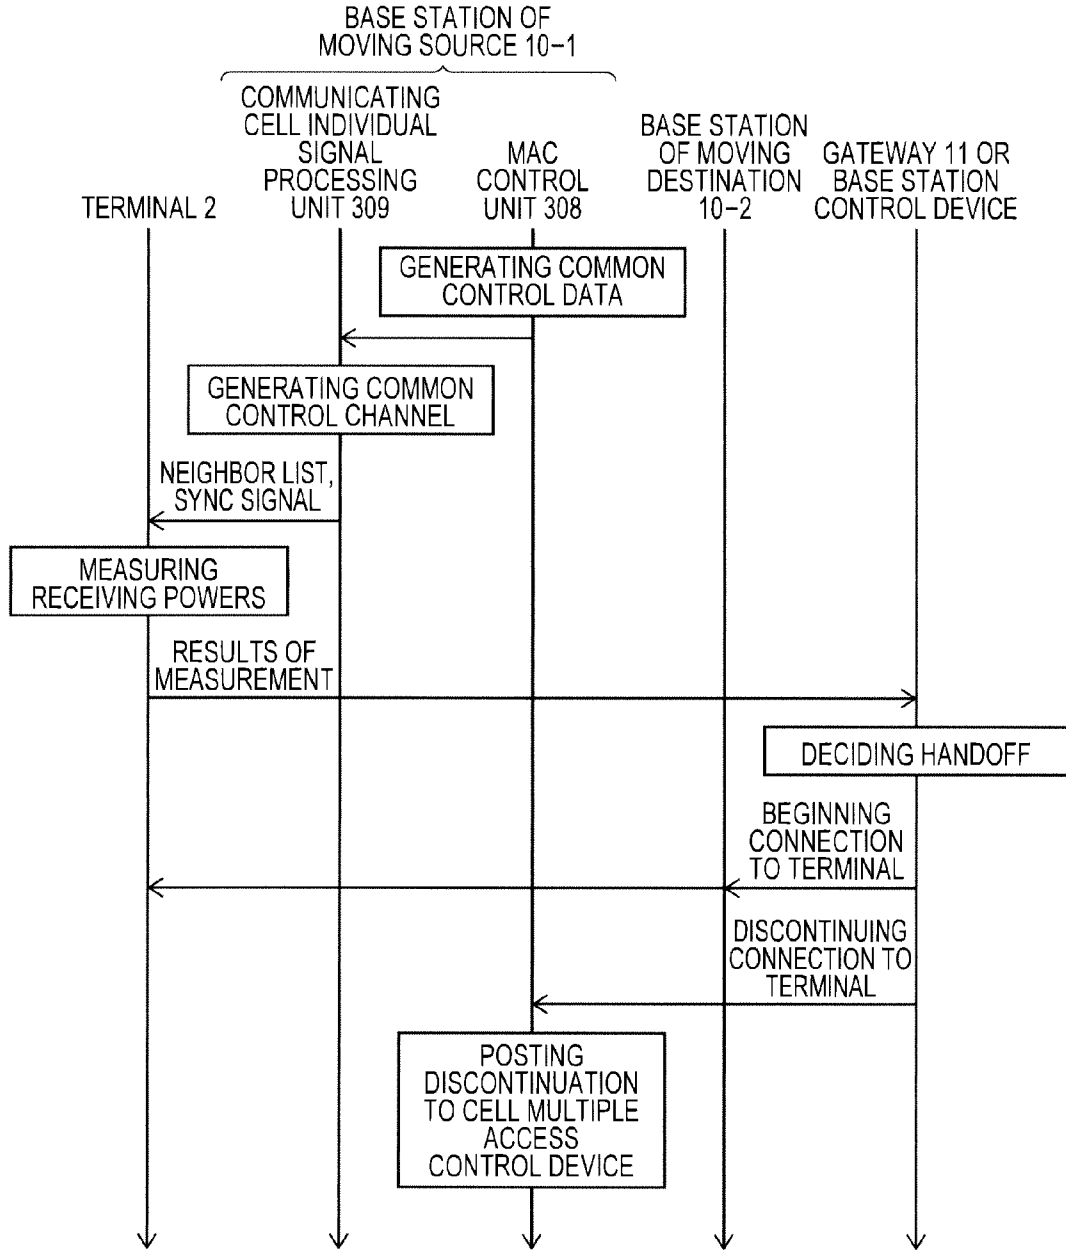 BASE STATION OF
MOVING SOURCE 10-1
COMMUNICATING
CELL INDIVIDUAL
SIGNAL
PROCESSING
UNIT 309
MAC
CONTROL
UNIT 308
BASE STATION
OF MOVING
DESTINATION
10-2
GATEWAY 11 OR
BASE STATION
CONTROL DEVICE
TERMINAL 2
GENERATING COMMON
CONTROL DATA
GENERATING COMMON
CONTROL CHANNEL
NEIGHBOR LIST,
SYNC SIGNAL
MEASURING
RECEIVING POWERS
RESULTS OF
MEASUREMENT
DECIDING HANDOFF
BEGINNING
CONNECTION
TO TERMINAL
DISCONTINUING
CONNECTION TO
TERMINAL
POSTING
DISCONTINUATION
TO CELL MULTIPLE
ACCESS
CONTROL DEVICE